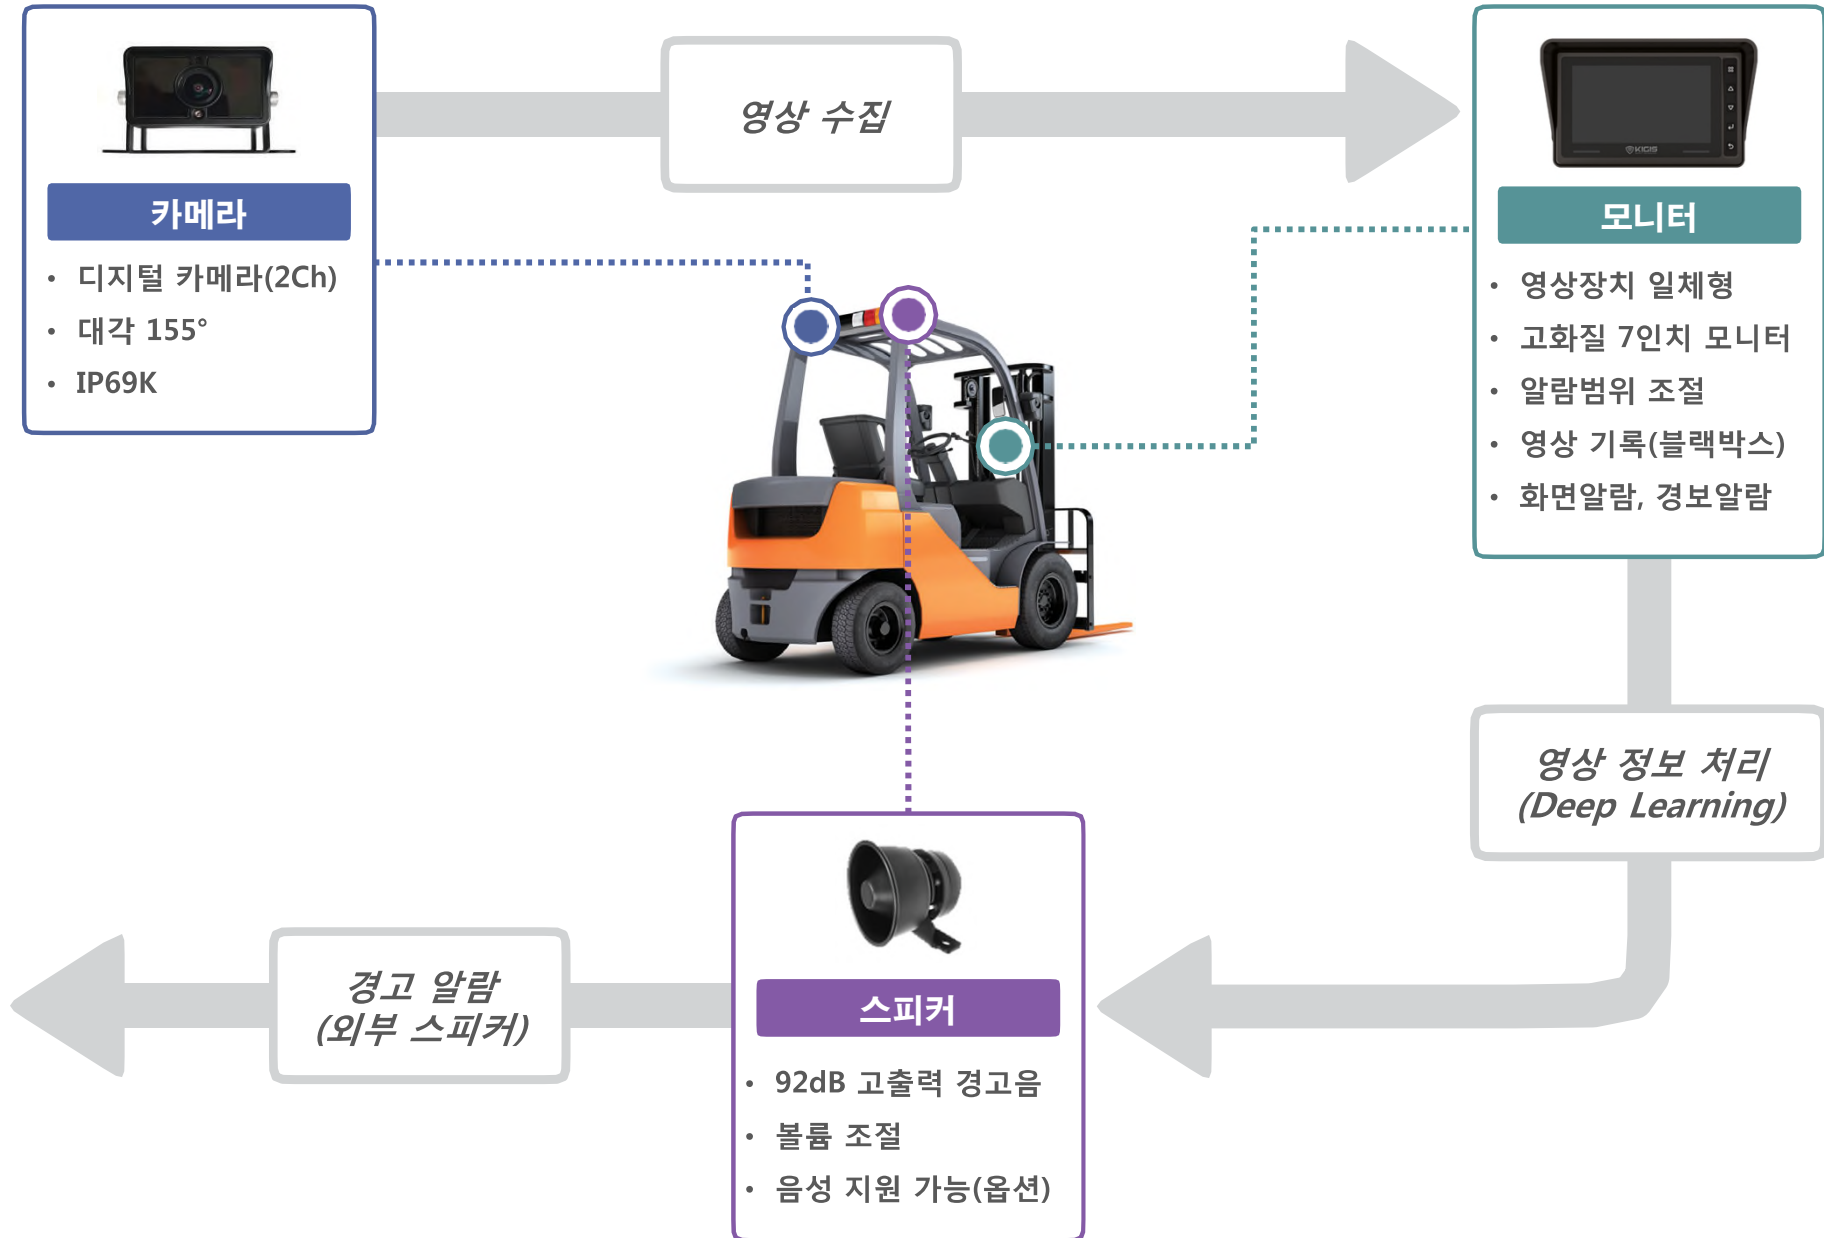 영상 수집
KIGIS
카메라
• 디지털 카메라(2Ch)
• 대각 155°
• IP69K
모니터
• 영상장치 일체형
• 고화질 7인치 모니터
• 알람범위 조절
• 영상 기록(블랙박스)
• 화면알람, 경보알람
영상 정보 처리
(Deep Learning)
스피커
• 92dB 고출력 경고음
• 볼륨 조절
• 음성 지원 가능(옵션)
경고 알람
(외부 스피커)